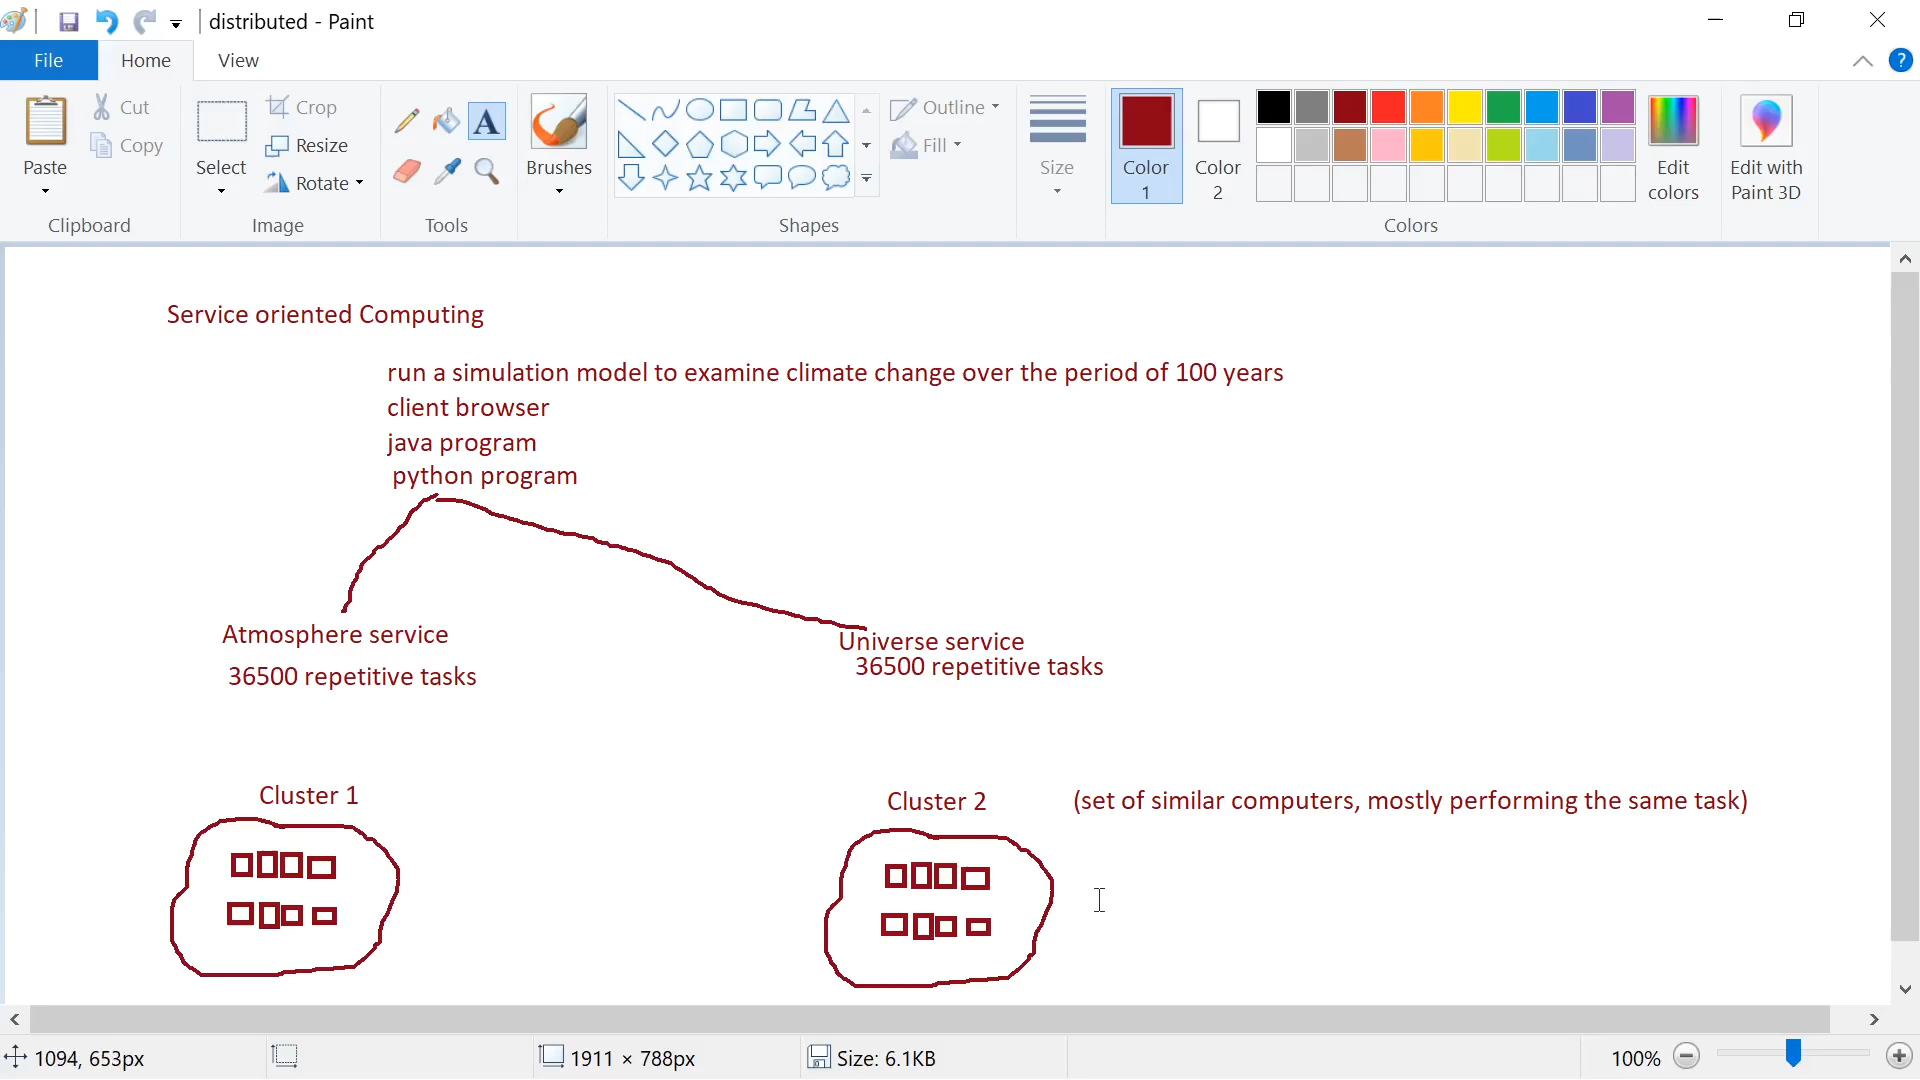 distributed - Paint
File
Home
View
Paste
Cut
Copy
Clipboard
Select
Crop
Resize
Rotate
Image
A
Tools
Brushes
Outline
Fill
Shapes
Size
Color
1
Color
2
Edit
colors
Edit with
Paint 3D
Colors
?
Service oriented Computing
run a simulation model to examine climate change over the period of 100 years
client browser
java program
python program
Atmosphere service
36500 repetitive tasks
Universe service
36500 repetitive tasks
Cluster 1
Cluster 2
(set of similar computers, mostly performing the same task)
1094, 653px
1911 × 788px
Size: 6.1KB
100%